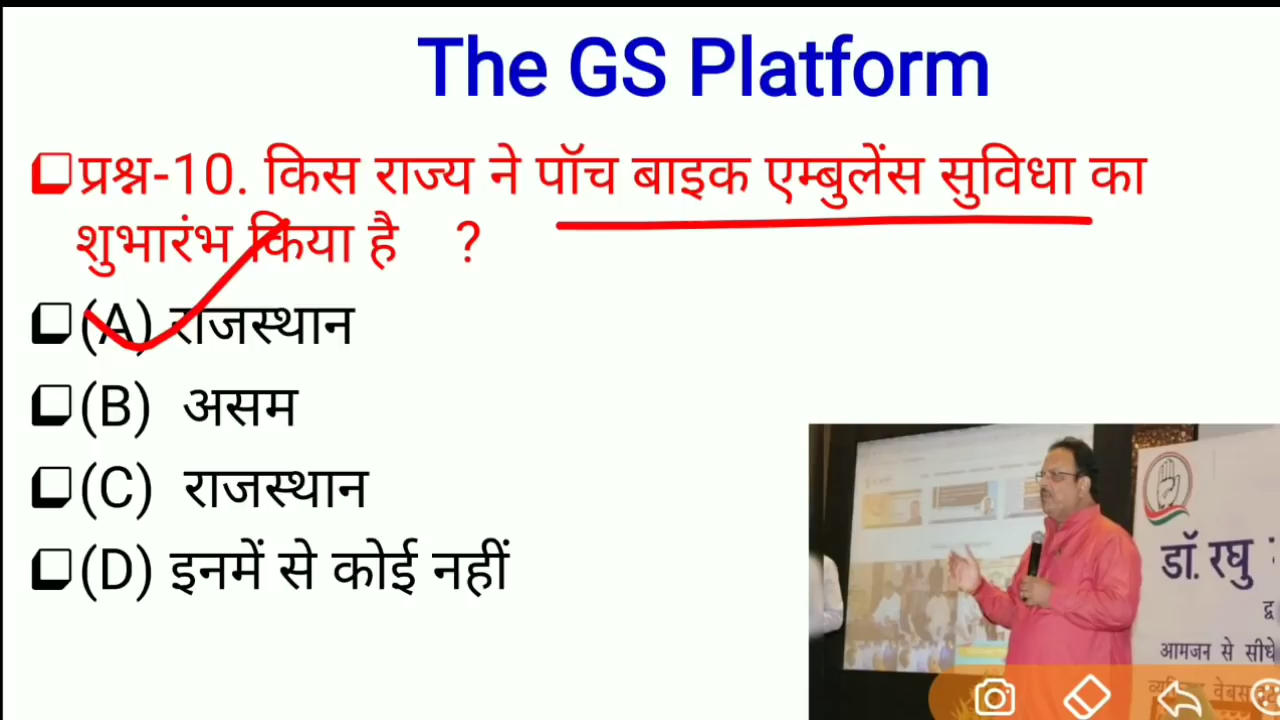 The GS Platform
प्रश्न-10. किस राज्य ने पॉच बाइक एम्बुलेंस सुविधा का
शुभारंभ किया है ?
(A) राजस्थान
(B) असम
(C) राजस्थान
(D) इनमें से कोई नहीं
डॉ. रघु
आमजन से सीधे